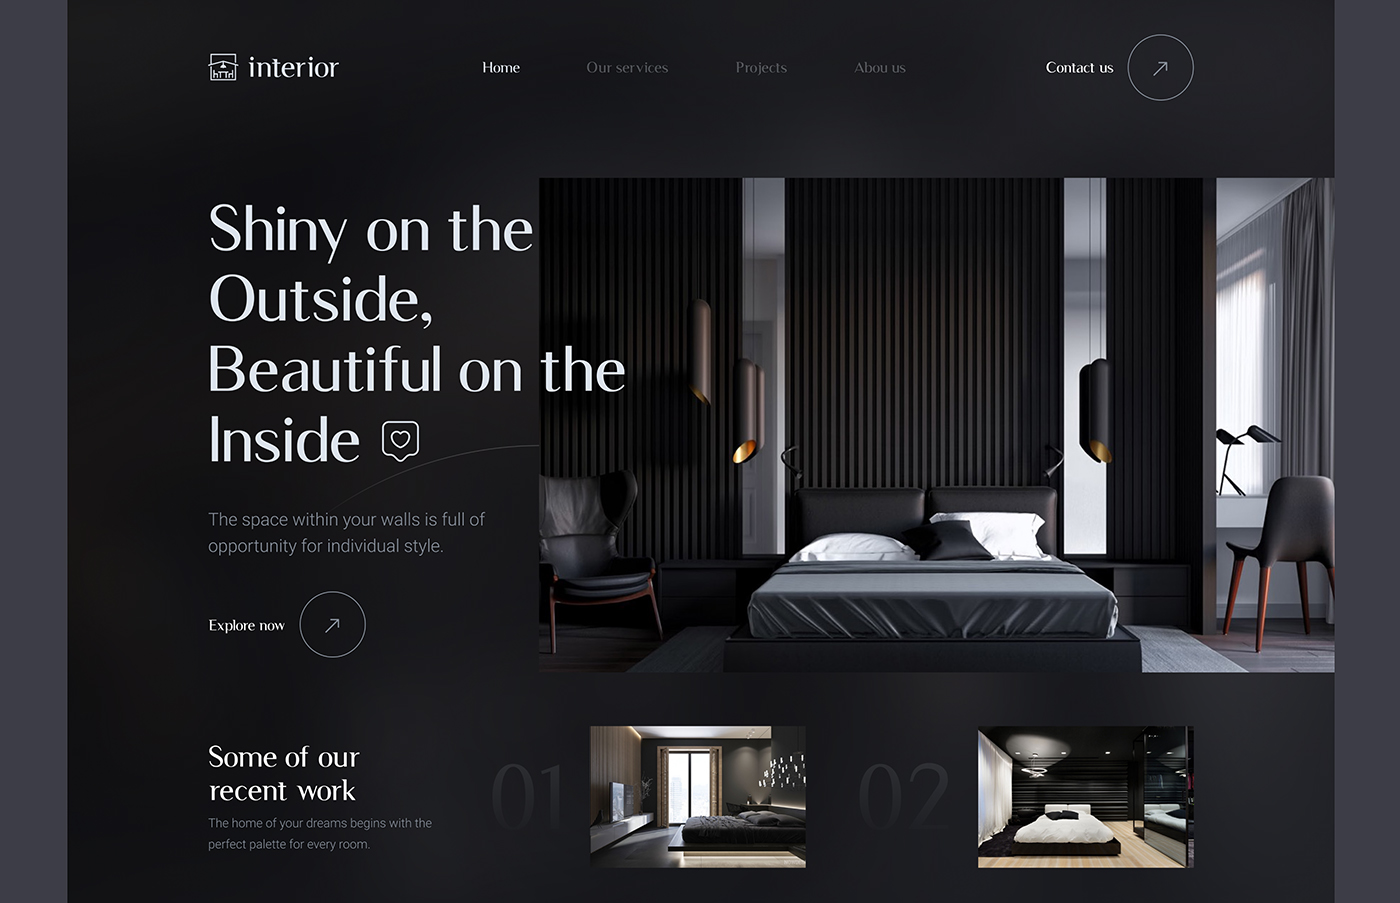 interior
Home
Our services
Projects
Abou us
Contact us
Shiny on the
Outside,
Beautiful on the
Inside
The space within your walls is full of
opportunity for individual style.
Explore now
Some of our
recent work
The home of your dreams begins with the
perfect palette for every room.
01
02